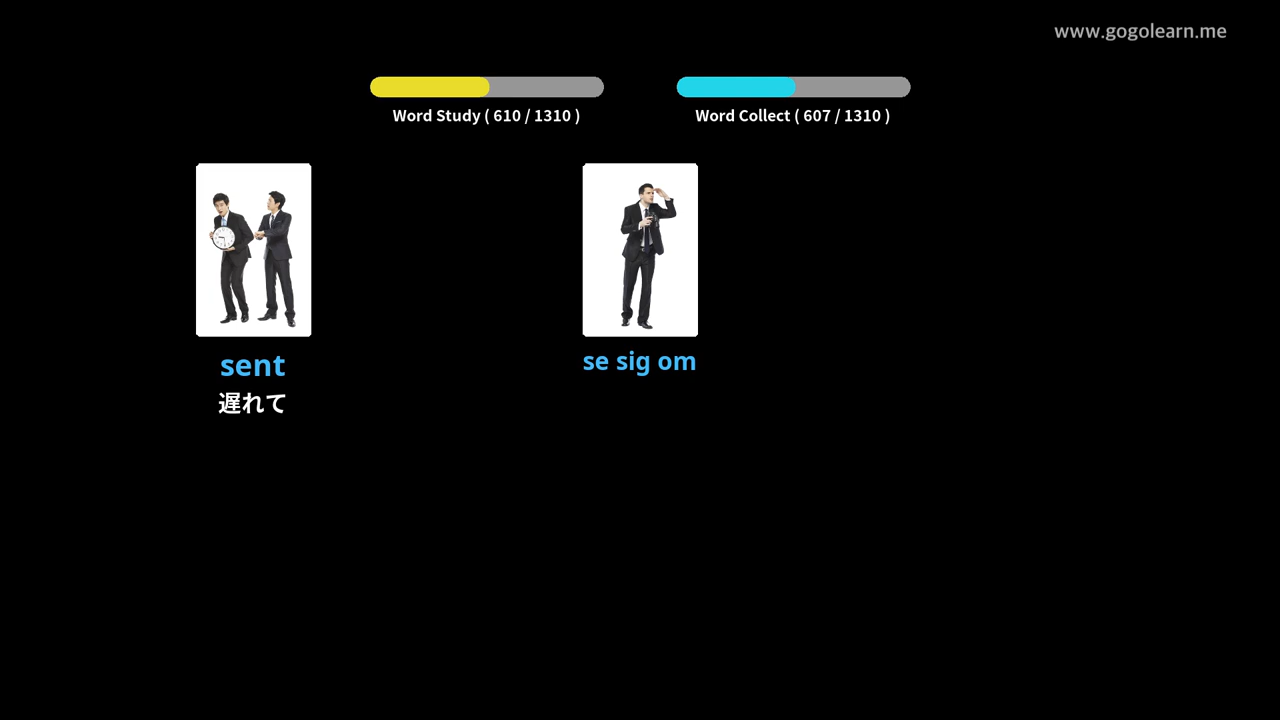 www.gogolearn.me
Word Study ( 610 / 1310 )
Word Collect ( 607 / 1310 )
sent
遅れて
se sig om